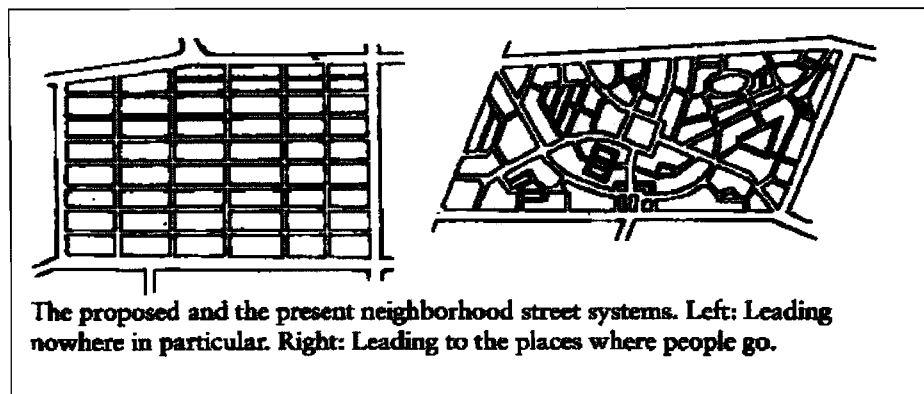 The proposed and the present neighborhood street systems. Left: Leading
nowhere in particular. Right: Leading to the places where people go.